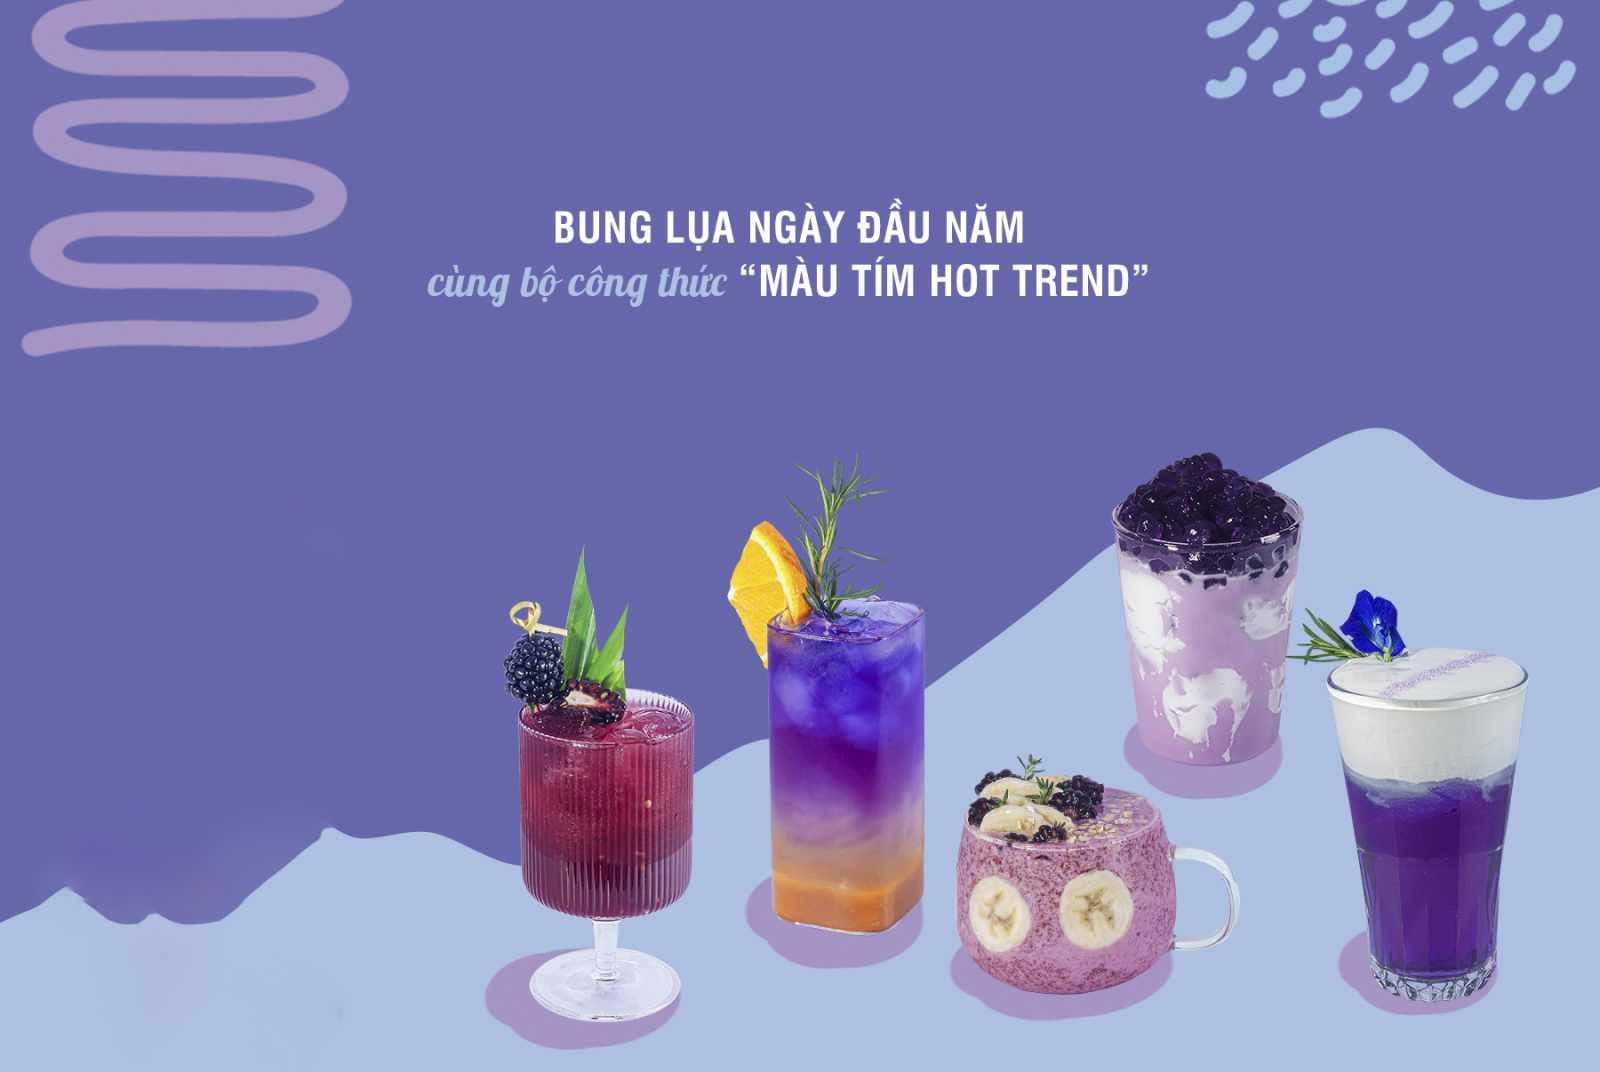 BUNG LỤA NGÀY ĐẦU NĂM
cùng bộ công thức “MÀU TÍM HOT TREND”